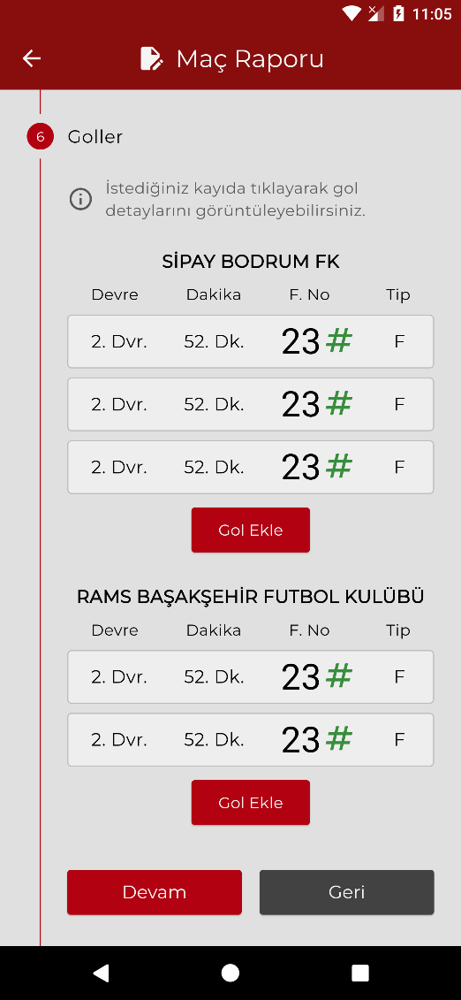 11:05
Maç Raporu
6 Goller
İstediğiniz kayıda tıklayarak gol
detaylarını görüntüleyebilirsiniz.
SİPAY BODRUM FK
Devre Dakika F. No Tip
2. Dvr. 52. Dk. 23 # F
2. Dvr. 52. Dk. 23 # F
2. Dvr. 52. Dk. 23 # F
Gol Ekle
RAMS BAŞAKŞEHİR FUTBOL KULÜBÜ
Devre Dakika F. No Tip
2. Dvr. 52. Dk. 23 # F
2. Dvr. 52. Dk. 23 # F
Gol Ekle
Devam Geri